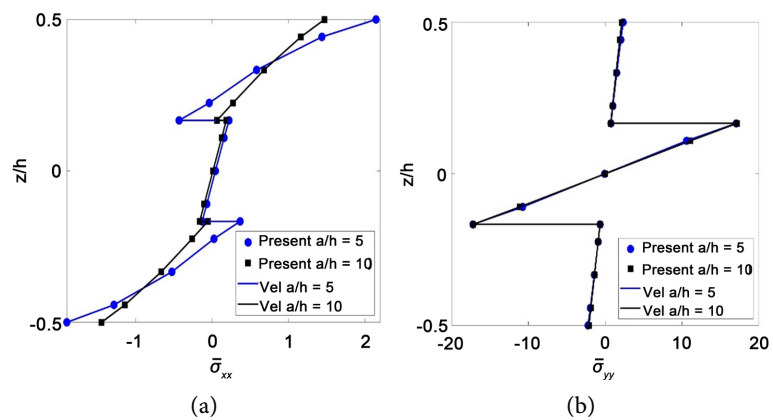 0.5
0
-0.5
z/h
-1
0
1
2
σ̄xx
Present a/h = 5
Present a/h = 10
Vel a/h = 5
Vel a/h = 10
(a)
0.5
0
-0.5
z/h
-20
-10
0
10
20
σ̄yy
Present a/h = 5
Present a/h = 10
Vel a/h = 5
Vel a/h = 10
(b)